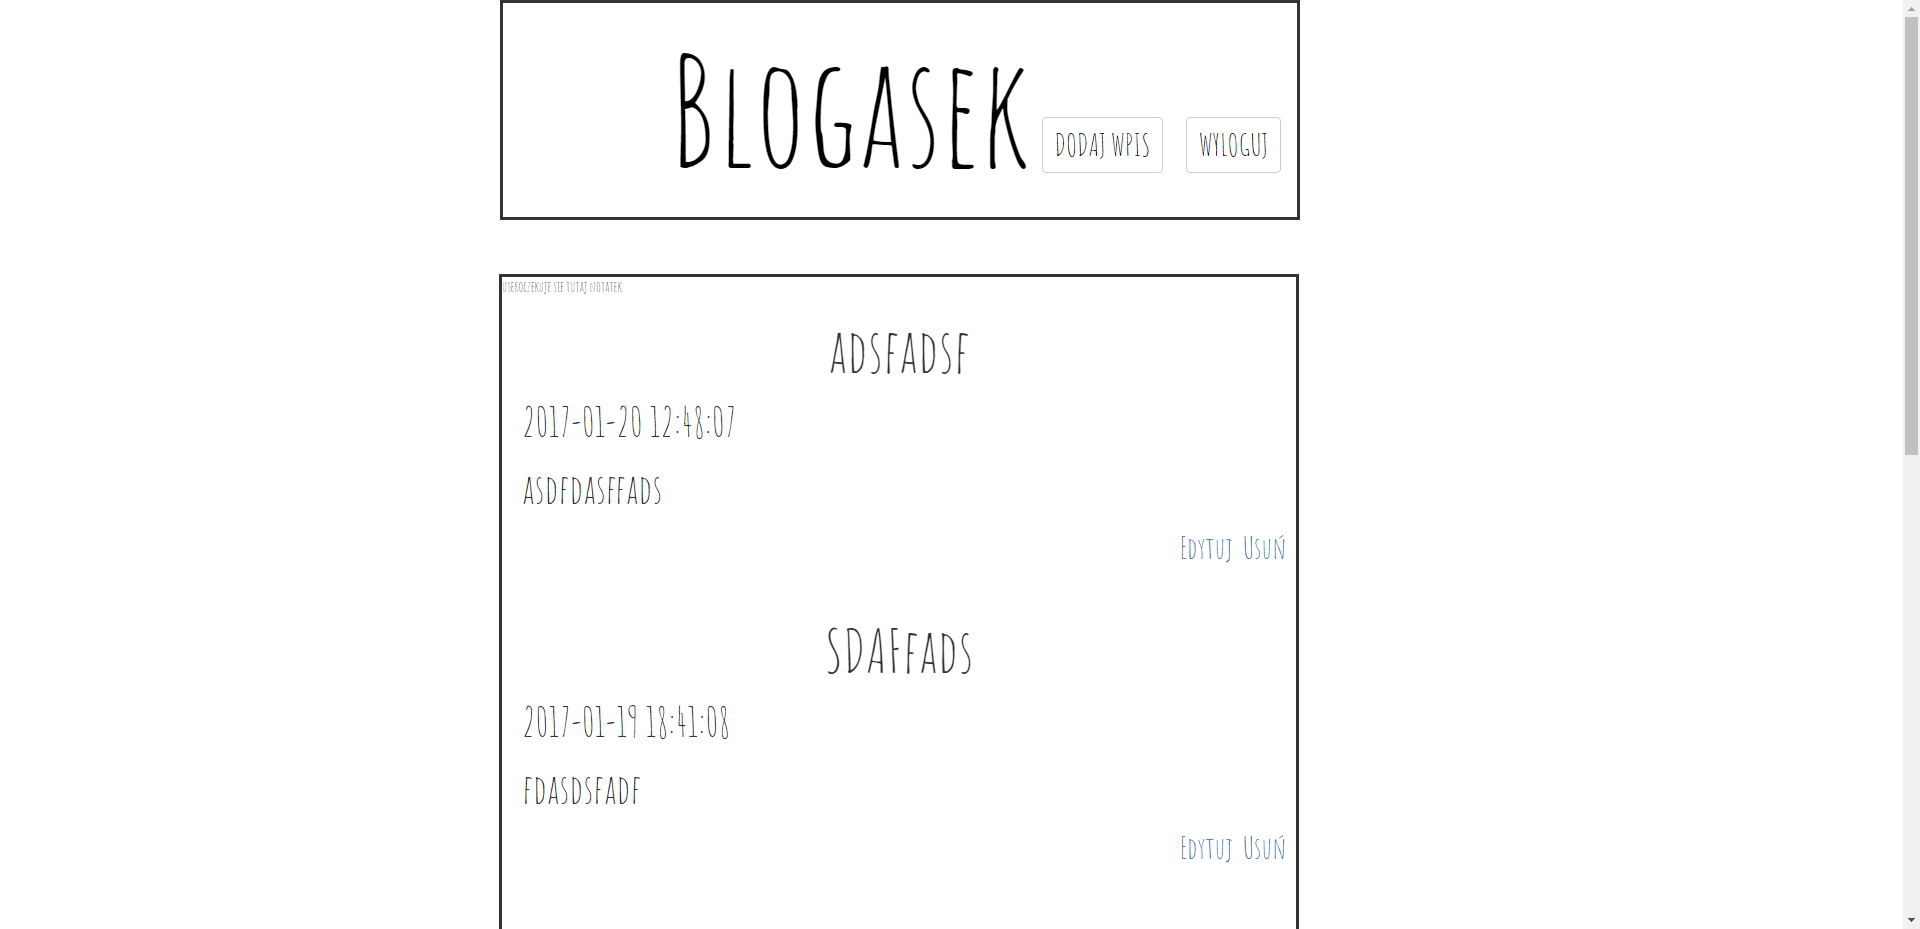 Blogasek
DODAJ WPIS WYLOGUJ
useroczekuje sie tutaj notatek
adsfadsf
2017-01-20 12:48:07
asdfdasffads
Edytuj Usuń
SDAFfads
2017-01-19 18:41:08
fdasdsfadf
Edytuj Usuń